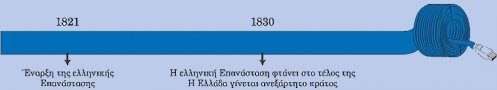 1821
1830
Έναρξη της ελληνικής
Επανάστασης
Η ελληνική Επανάσταση φτάνει στο τέλος της
Η Ελλάδα γίνεται ανεξάρτητο κράτος